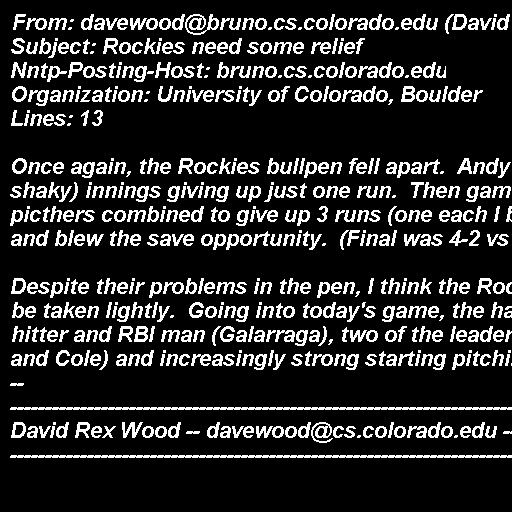 From: davewood@bruno.cs.colorado.edu (David
Subject: Rockies need some relief
Nntp-Posting-Host: bruno.cs.colorado.edu
Organization: University of Colorado, Boulder
Lines: 13

Once again, the Rockies bullpen fell apart.  Andy
shaky) innings giving up just one run.  Then gam
picthers combined to give up 3 runs (one each I b
and blew the save opportunity.  (Final was 4-2 vs

Despite their problems in the pen, I think the Roc
be taken lightly.  Going into today's game, the ha
hitter and RBI man (Galarraga), two of the leader
and Cole) and increasingly strong starting pitchi
--
-----------------------------------------------------------------
David Rex Wood -- davewood@cs.colorado.edu --
-----------------------------------------------------------------